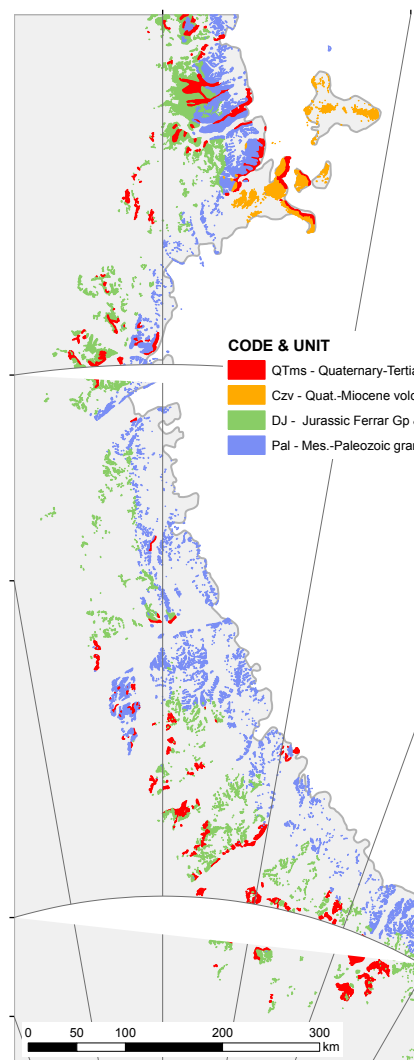 CODE & UNIT
QTms - Quaternary-Tertia
Czv - Quat.-Miocene volc
DJ - Jurassic Ferrar Gp
Pal - Mes.-Paleozoic gran
0 50 100 200 300
km